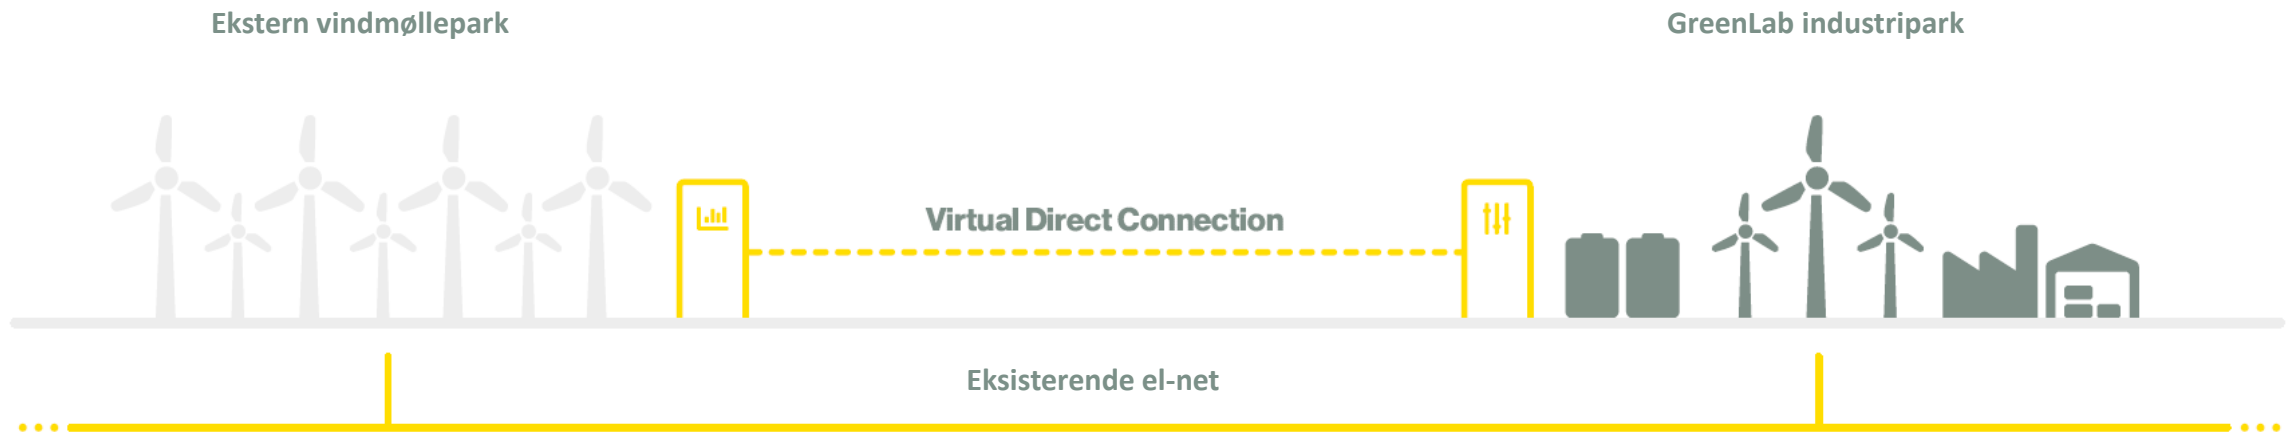 Ekstern vindmøllepark
GreenLab industripark
Virtual Direct Connection
Eksisterende el-net